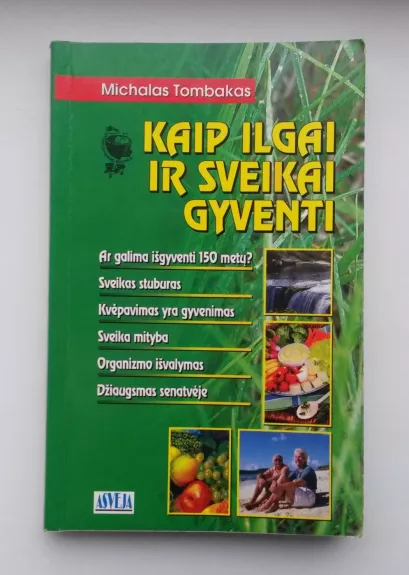 Michalas Tombakas
KAIP ILGAI
IR SVEIKAI
GYVENTI
Ar galima išgyventi 150 metų?
Sveikas stuburas
Kvėpavimas yra gyvenimas
Sveika mityba
Organizmo išvalymas
Džiaugsmas senatvėje
ASVEJA